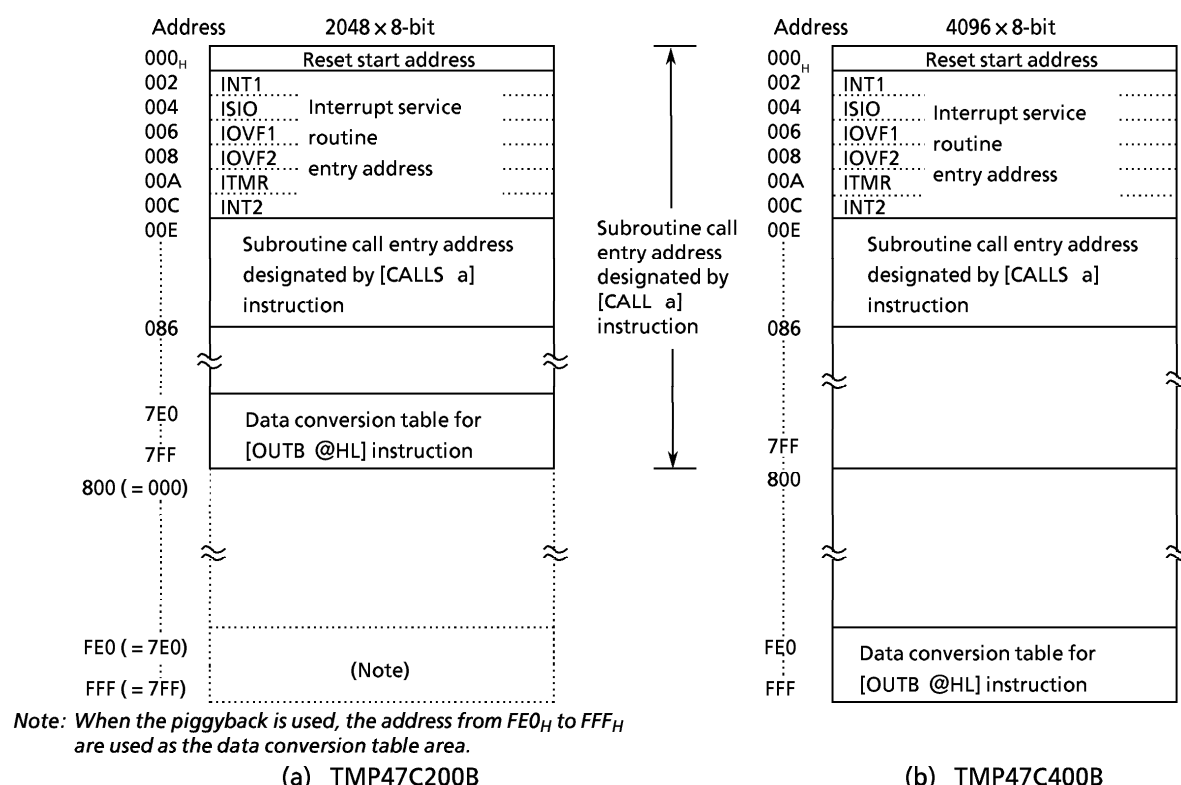 Address 2048 × 8-bit
000H Reset start address
002 INT1
004 ISIO Interrupt service
006 IOVF1 routine
008 IOVF2 entry address
00A ITMR
00C INT2
00E Subroutine call entry address
designated by [CALLS a]
instruction
086
7E0 Data conversion table for
7FF [OUTB @HL] instruction
800 ( = 000)
FE0 ( = 7E0)
(Note)
FFF ( = 7FF)
Note: When the piggyback is used, the address from FE0H to FFFH
are used as the data conversion table area.
(a) TMP47C200B
Subroutine call
entry address
designated by
[CALL a]
instruction
Address 4096 × 8-bit
000H Reset start address
002 INT1
004 ISIO Interrupt service
006 IOVF1 routine
008 IOVF2
00A ITMR entry address
00C INT2
00E Subroutine call entry address
designated by [CALLS a]
instruction
086
7FF
800
FE0 Data conversion table for
FFF [OUTB @HL] instruction
(b) TMP47C400B